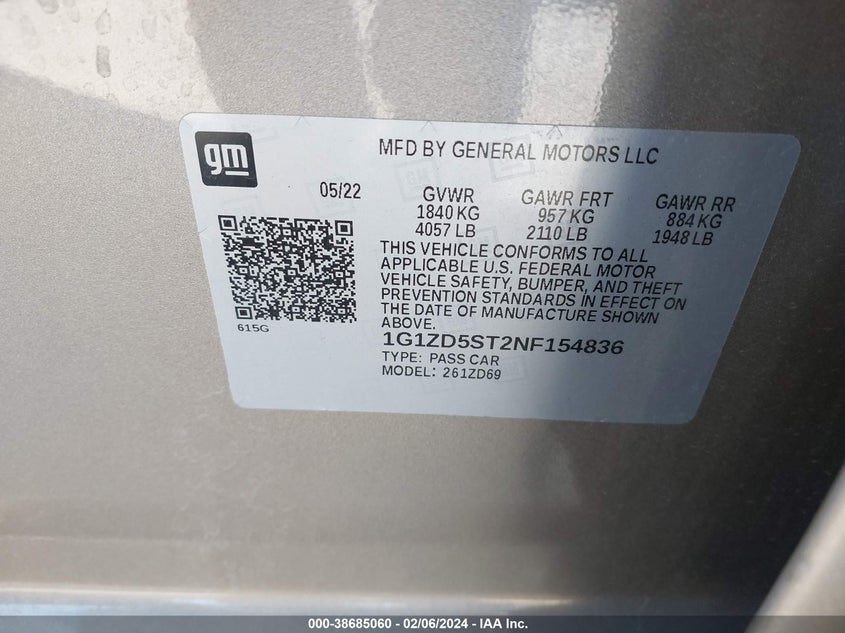 gm
MFD BY GENERAL MOTORS LLC
05/22 GVWR GAWR FRT GAWR RR
1840 KG 957 KG 884 KG
4057 LB 2110 LB 1948 LB
THIS VEHICLE CONFORMS TO ALL
APPLICABLE U.S. FEDERAL MOTOR
VEHICLE SAFETY, BUMPER, AND THEFT
PREVENTION STANDARDS IN EFFECT ON
THE DATE OF MANUFACTURE SHOWN
ABOVE.
615G
1G1ZD5ST2NF154836
TYPE: PASS CAR
MODEL: 261ZD69
000-38685060 - 02/06/2024 - IAA Inc.